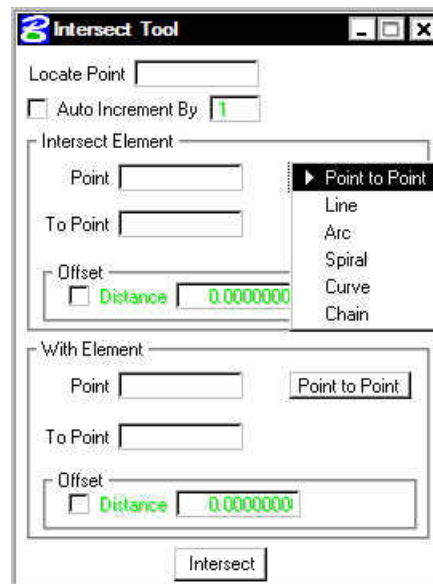 Intersect Tool
Locate Point
Auto Increment By 1
Intersect Element
Point
Point to Point
Line
To Point
Arc
Spiral
Curve
Chain
Offset
Distance 0.0000000
With Element
Point
Point to Point
To Point
Offset
Distance 0.0000000
Intersect